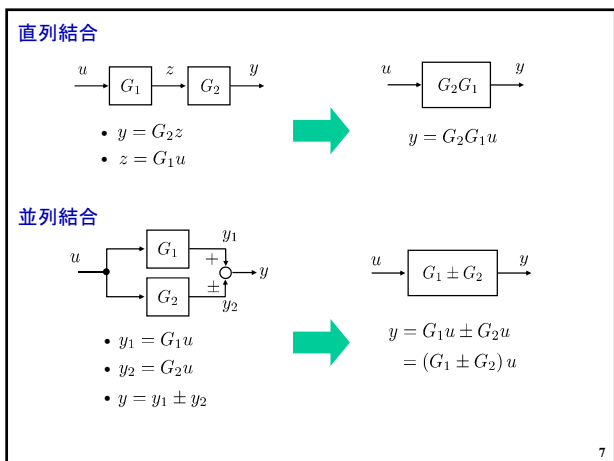 直列結合
u G₁ z G₂ y
u G₂G₁ y
• y = G₂z
• z = G₁u
y = G₂G₁u
並列結合
u G₁ y₁ + y
G₂ ± y₂
u G₁ ± G₂ y
• y₁ = G₁u
• y₂ = G₂u
• y = y₁ ± y₂
y = G₁u ± G₂u
= (G₁ ± G₂) u
7